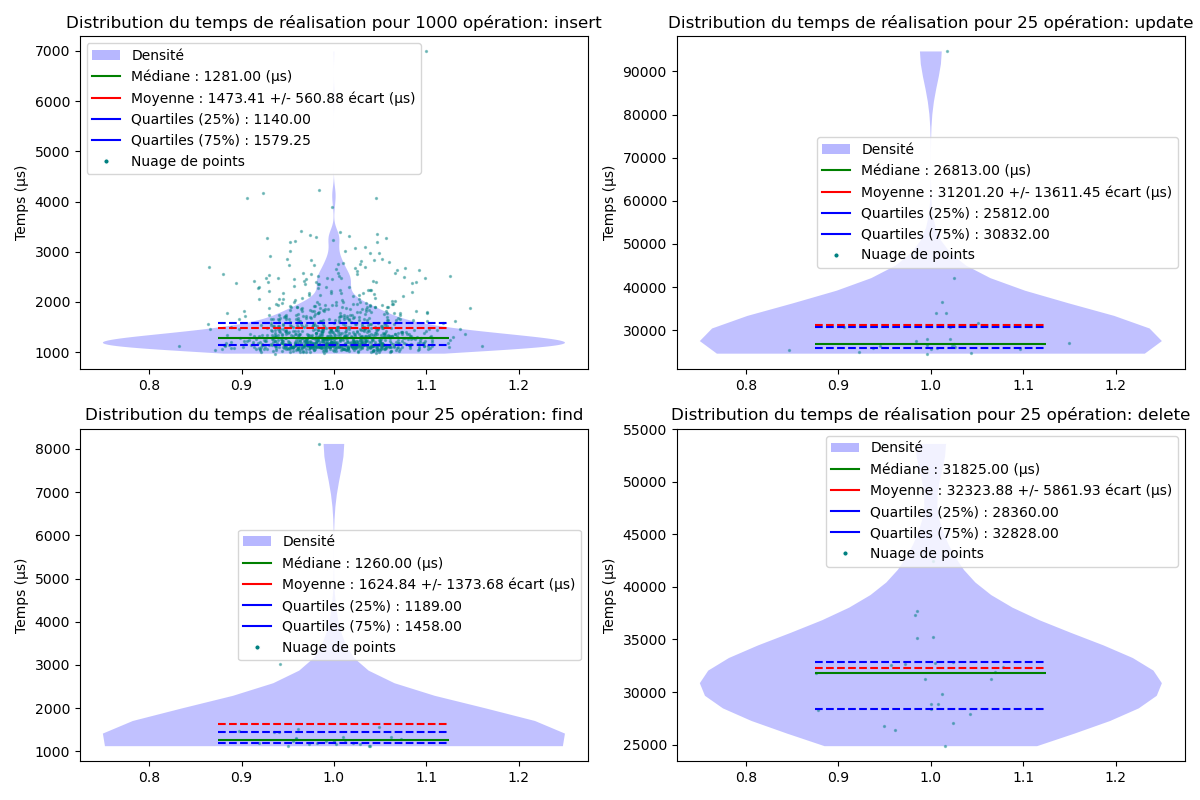 Distribution du temps de réalisation pour 1000 opération: insert
Temps (µs)
7000
6000
5000
4000
3000
2000
1000
0.8
0.9
1.0
1.1
1.2
Densité
Médiane : 1281.00 (µs)
Moyenne : 1473.41 +/- 560.88 écart (µs)
Quartiles (25%) : 1140.00
Quartiles (75%) : 1579.25
Nuage de points
Distribution du temps de réalisation pour 25 opération: update
Temps (µs)
90000
80000
70000
60000
50000
40000
30000
0.8
0.9
1.0
1.1
1.2
Densité
Médiane : 26813.00 (µs)
Moyenne : 31201.20 +/- 13611.45 écart (µs)
Quartiles (25%) : 25812.00
Quartiles (75%) : 30832.00
Nuage de points
Distribution du temps de réalisation pour 25 opération: find
Temps (µs)
8000
7000
6000
5000
4000
3000
2000
1000
0.8
0.9
1.0
1.1
1.2
Densité
Médiane : 1260.00 (µs)
Moyenne : 1624.84 +/- 1373.68 écart (µs)
Quartiles (25%) : 1189.00
Quartiles (75%) : 1458.00
Nuage de points
Distribution du temps de réalisation pour 25 opération: delete
Temps (µs)
55000
50000
45000
40000
35000
30000
25000
0.8
0.9
1.0
1.1
1.2
Densité
Médiane : 31825.00 (µs)
Moyenne : 32323.88 +/- 5861.93 écart (µs)
Quartiles (25%) : 28360.00
Quartiles (75%) : 32828.00
Nuage de points